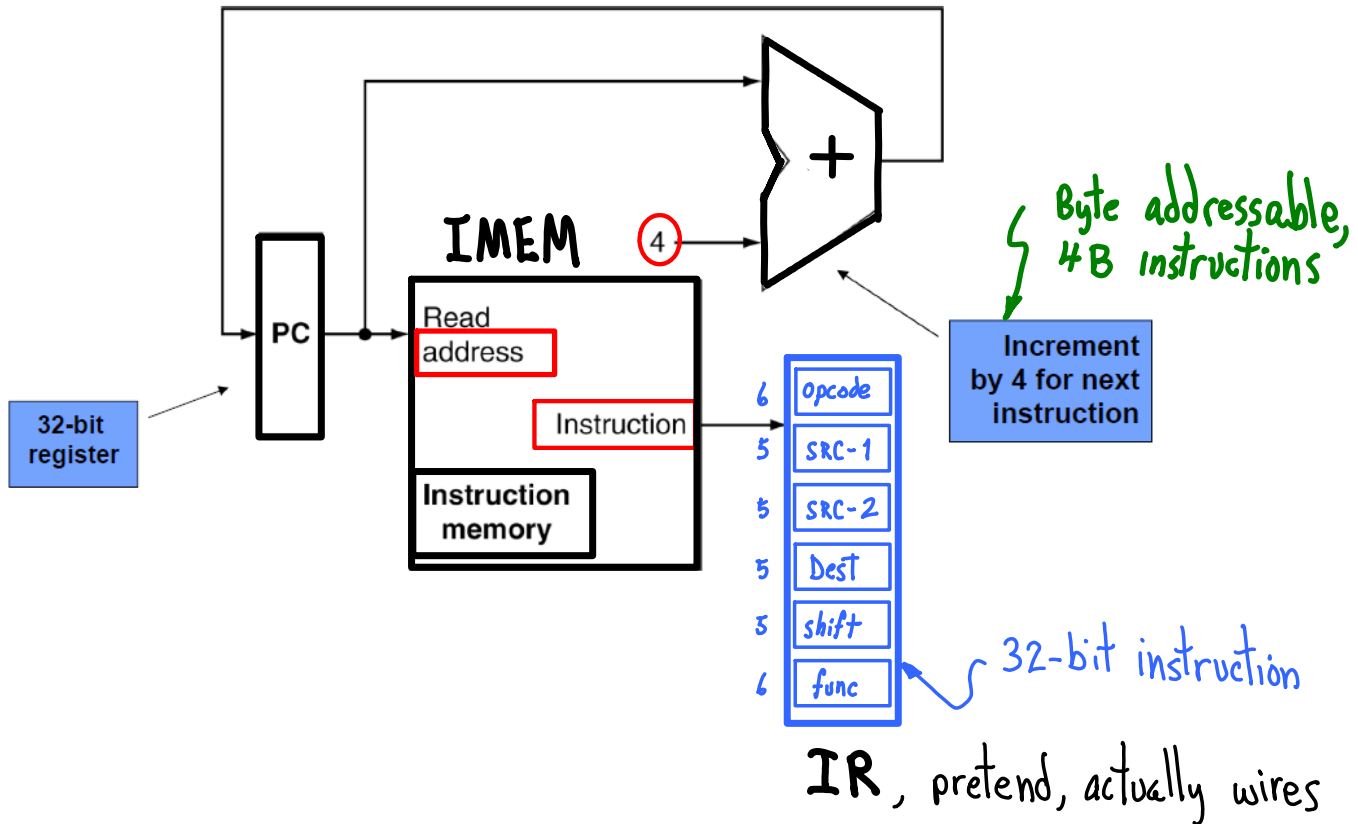 +
Byte addressable,
4B instructions
IMEM
4
Read
address
PC
Increment
by 4 for next
instruction
32-bit
register
Instruction
Instruction
memory
6 opcode
5 SRC-1
5 SRC-2
5 Dest
5 shift
6 func
32-bit instruction
IR, pretend, actually wires